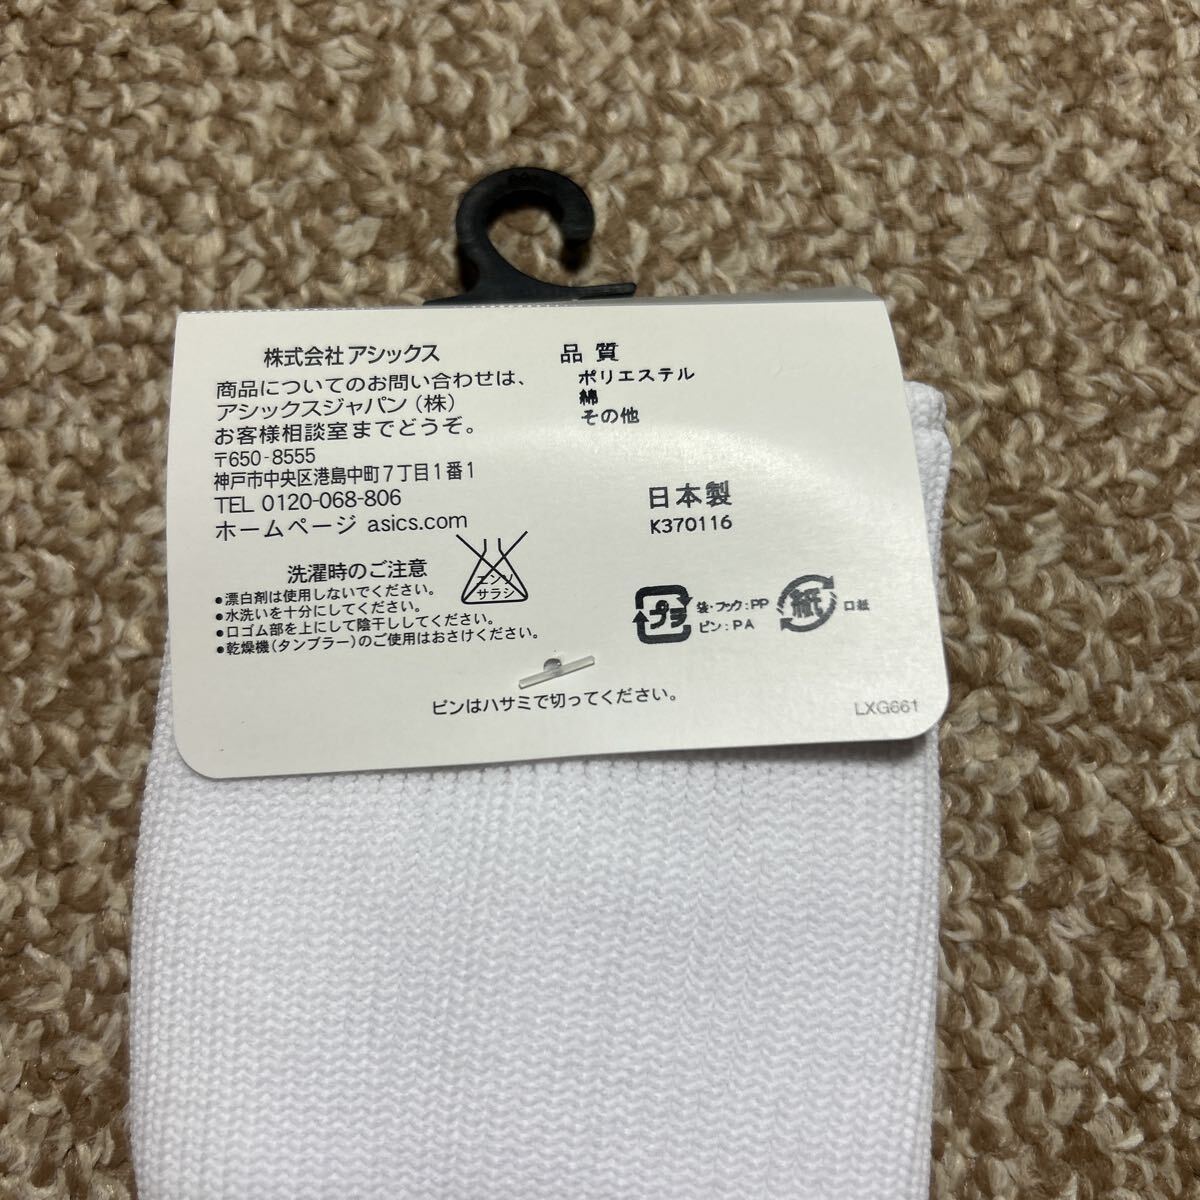 株式会社 アシックス
商品についてのお問い合わせは、
アシックスジャパン（株）
お客様相談室までどうぞ。
〒650-8555
神戸市中央区港島中町7丁目1番1
TEL 0120-068-806
ホームページ asics.com
洗濯時のご注意
エンソ
サラシ
•漂白剤は使用しないでください。
•水洗いを十分にしてください。
•口ゴム部を上にして陰干ししてください。
•乾燥機（タンブラー）のご使用はおさけください。
品質
ポリエステル
綿
その他
日本製
K370116
プラ
袋・フック：PP
ピン：PA
紙
口紙
ピンはハサミで切ってください。
LXG661